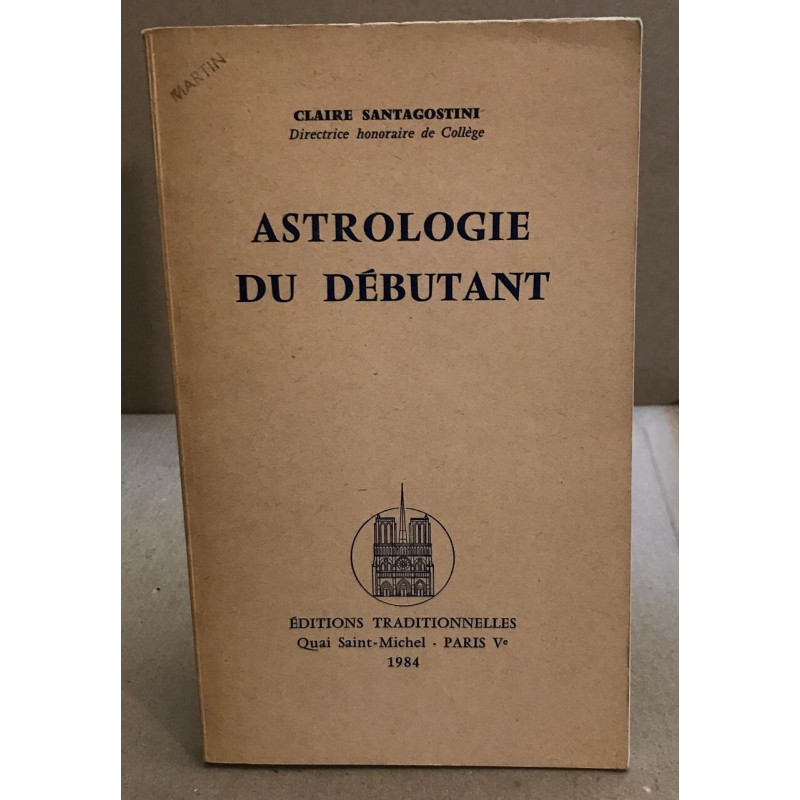 MARTIN
CLAIRE SANTAGOSTINI
Directrice honoraire de Collège
ASTROLOGIE
DU DÉBUTANT
ÉDITIONS TRADITIONNELLES
Quai Saint-Michel - PARIS Ve
1984